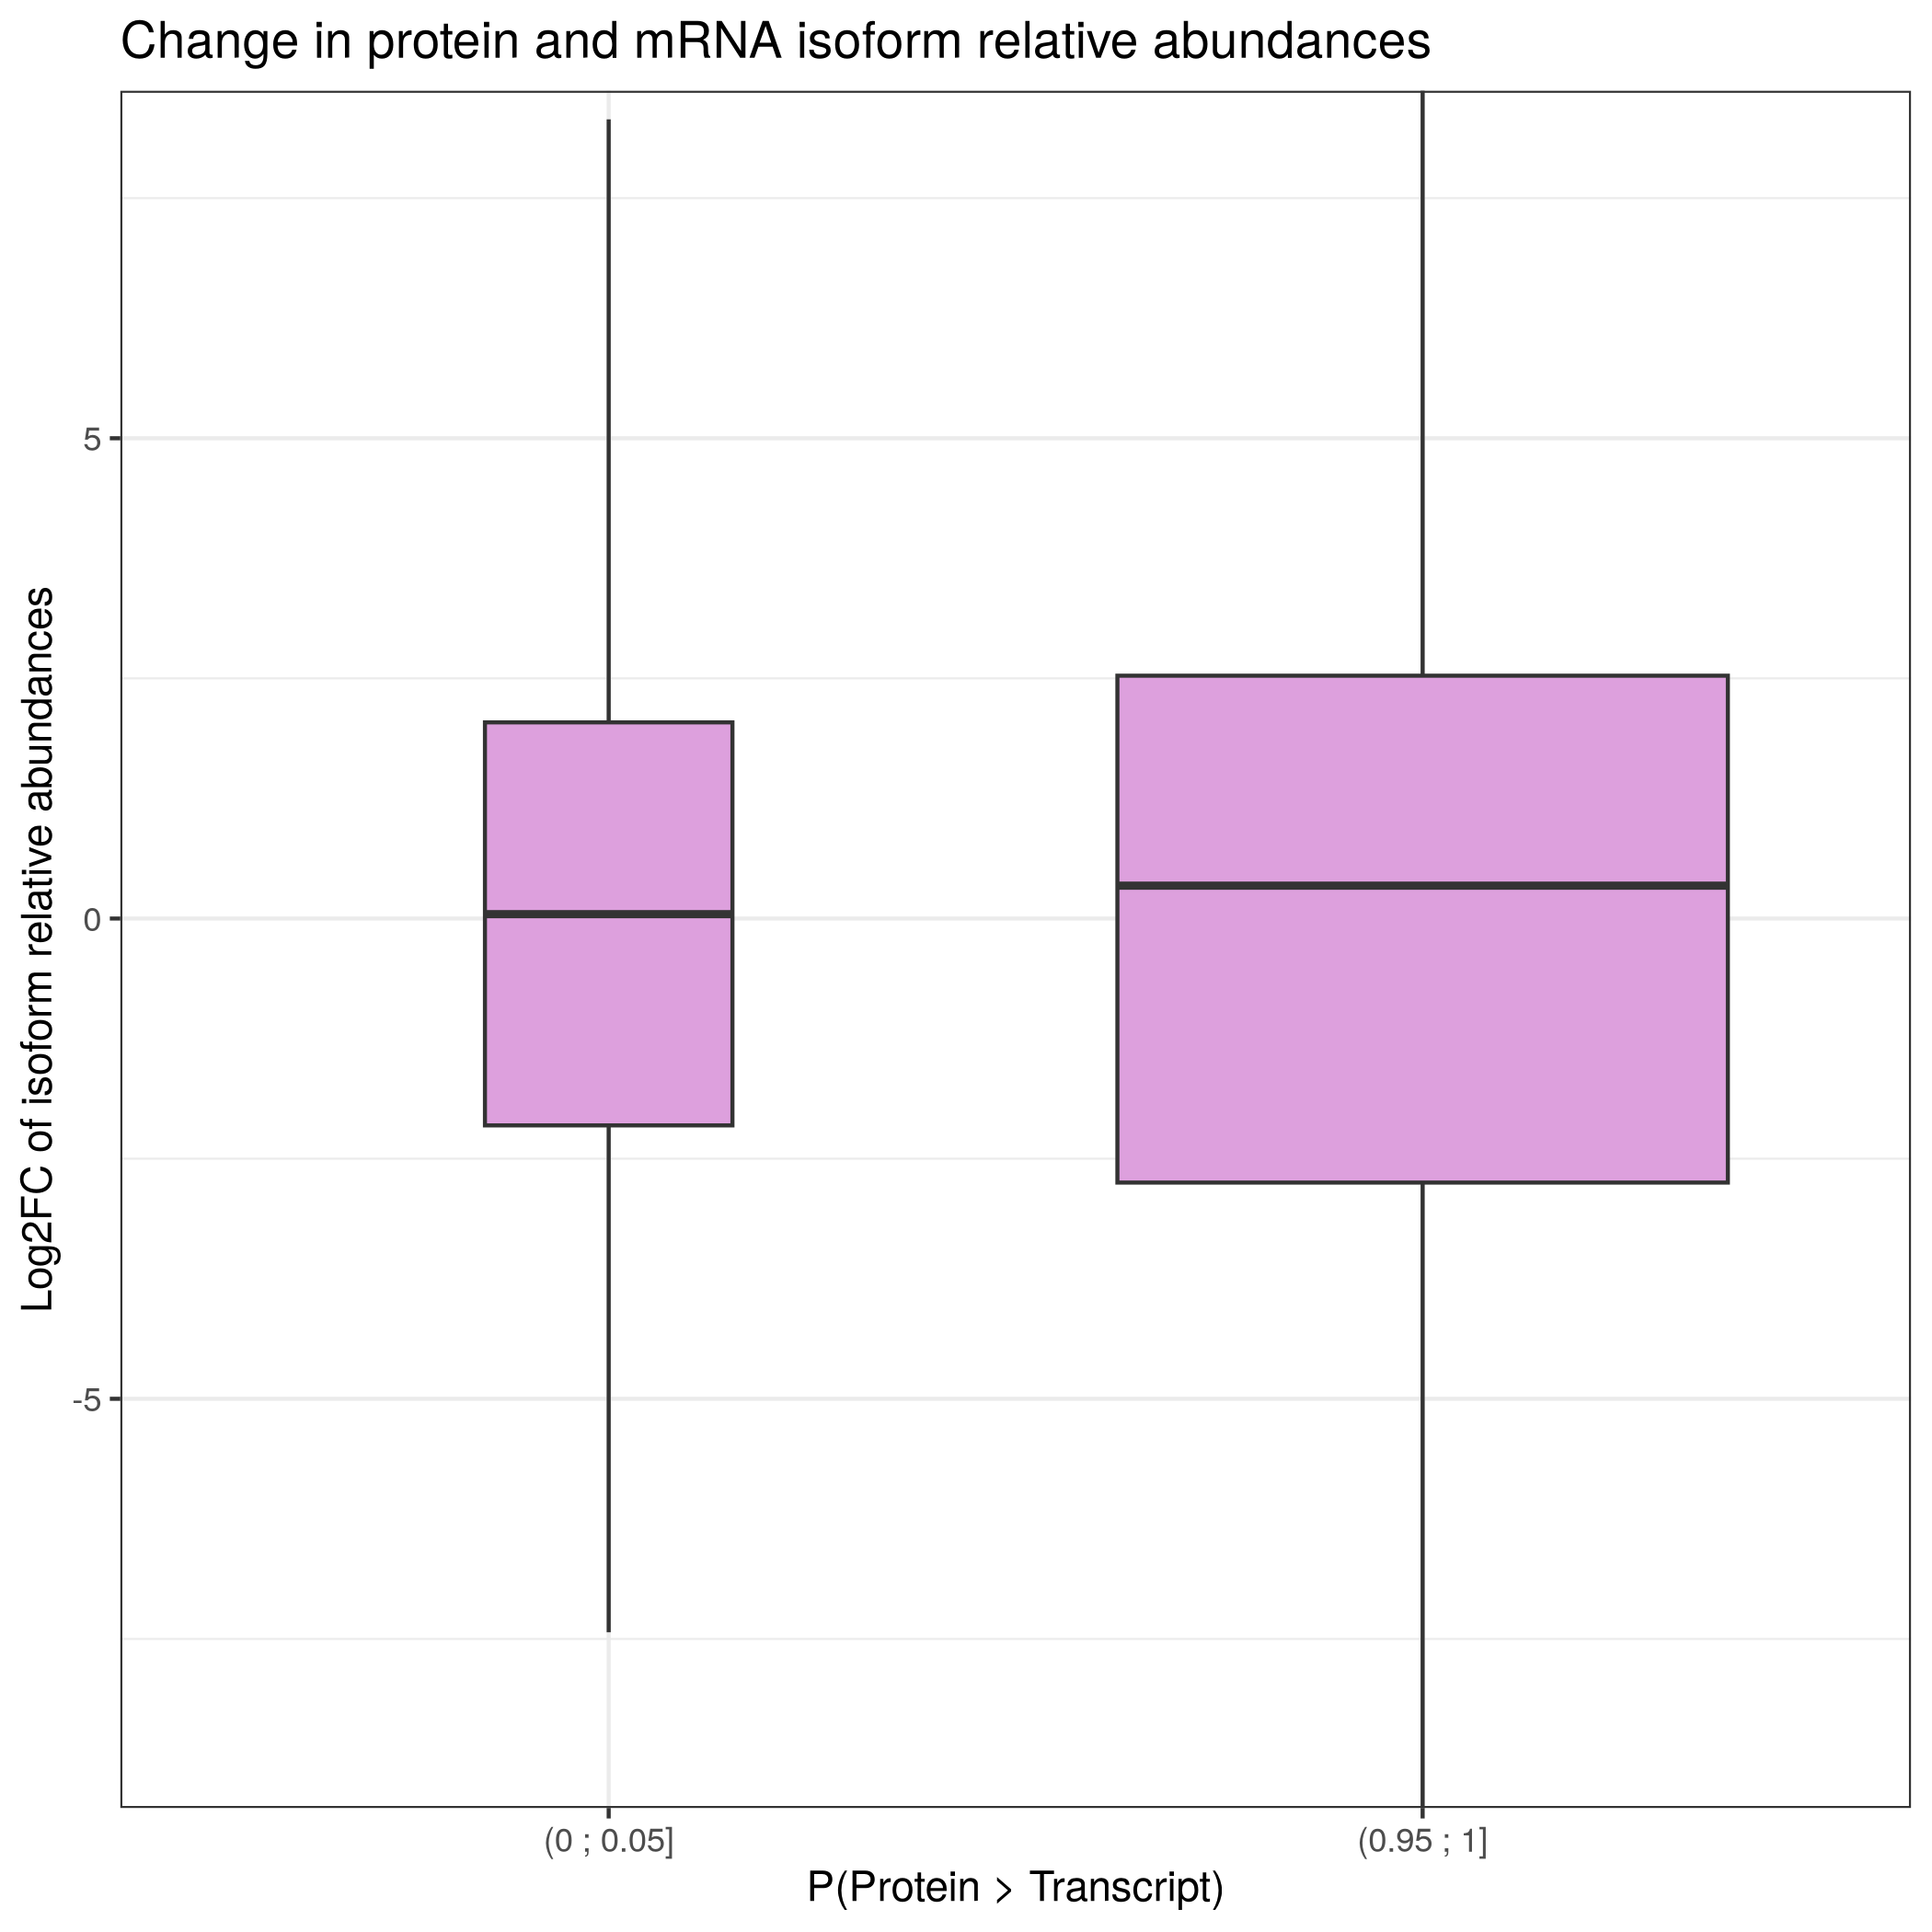 Change in protein and mRNA isoform relative abundances
Log2FC of isoform relative abundances
5
0
-5
(0 ; 0.05]
(0.95 ; 1]
P(Protein > Transcript)